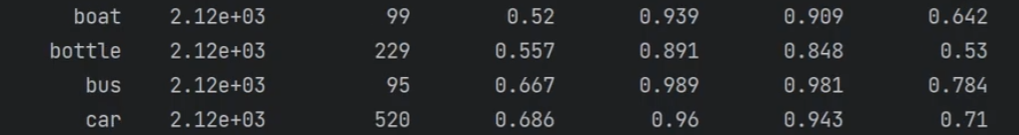 boat 2.12e+03 99 0.52 0.939 0.909 0.642
bottle 2.12e+03 229 0.557 0.891 0.848 0.53
bus 2.12e+03 95 0.667 0.989 0.981 0.784
car 2.12e+03 520 0.686 0.96 0.943 0.71